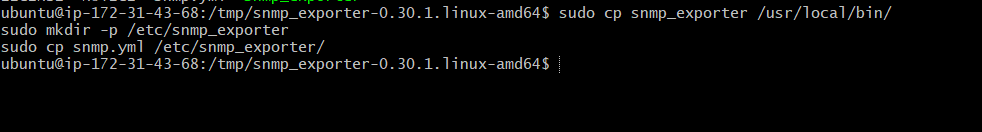 ubuntu@ip-172-31-43-68:/tmp/snmp_exporter-0.30.1.linux-amd64$ sudo cp snmp_exporter /usr/local/bin/
sudo mkdir -p /etc/snmp_exporter
sudo cp snmp.yml /etc/snmp_exporter/
ubuntu@ip-172-31-43-68:/tmp/snmp_exporter-0.30.1.linux-amd64$